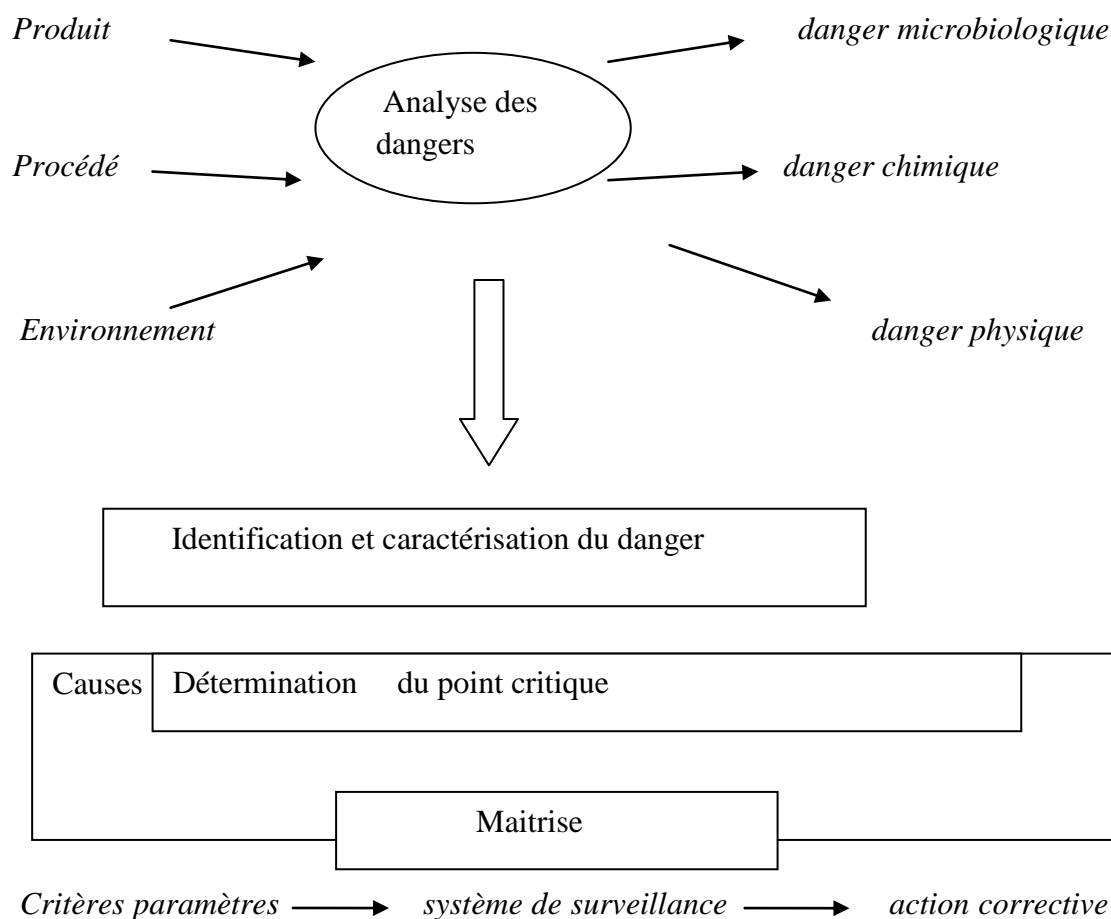 Produit
danger microbiologique
Analyse des
dangers
Procédé
danger chimique
Environnement
danger physique
Identification et caractérisation du danger
Causes
Détermination du point critique
Maitrise
Critères paramètres système de surveillance action corrective